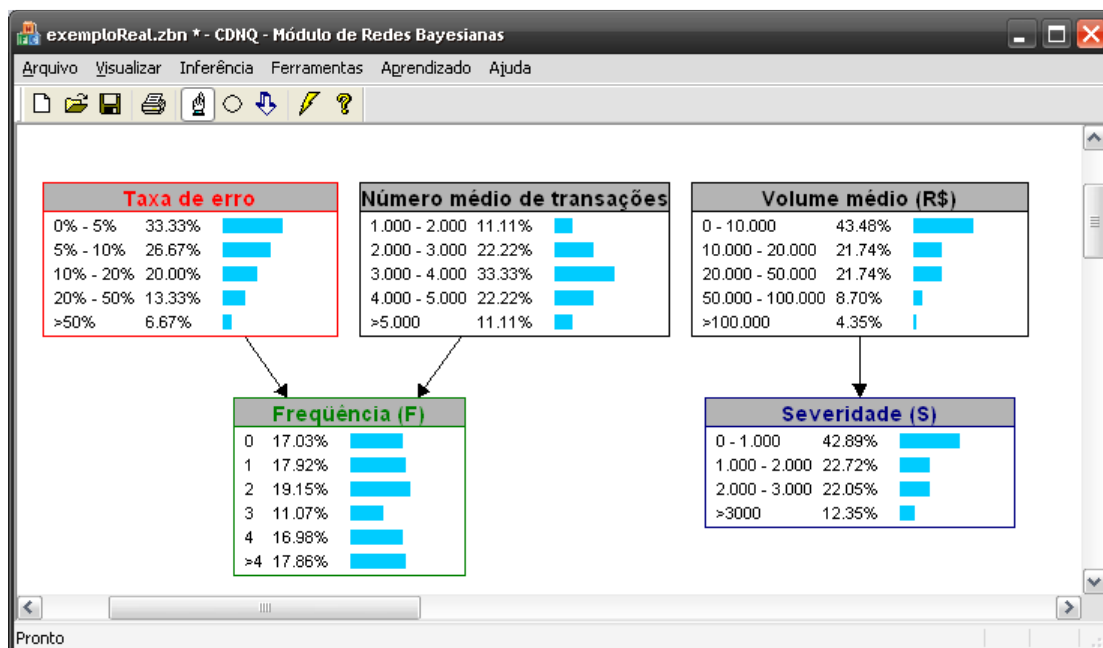 exemploReal.zbn * - CDNQ - Módulo de Redes Bayesianas
Arquivo Visualizar Inferência Ferramentas Aprendizado Ajuda
Taxa de erro
0% - 5% 33.33%
5% - 10% 26.67%
10% - 20% 20.00%
20% - 50% 13.33%
>50% 6.67%
Número médio de transações
1.000 - 2.000 11.11%
2.000 - 3.000 22.22%
3.000 - 4.000 33.33%
4.000 - 5.000 22.22%
>5.000 11.11%
Volume médio (R$)
0 - 10.000 43.48%
10.000 - 20.000 21.74%
20.000 - 50.000 21.74%
50.000 - 100.000 8.70%
>100.000 4.35%
Freqüência (F)
0 17.03%
1 17.92%
2 19.15%
3 11.07%
4 16.98%
>4 17.86%
Severidade (S)
0 - 1.000 42.89%
1.000 - 2.000 22.72%
2.000 - 3.000 22.05%
>3000 12.35%
Pronto